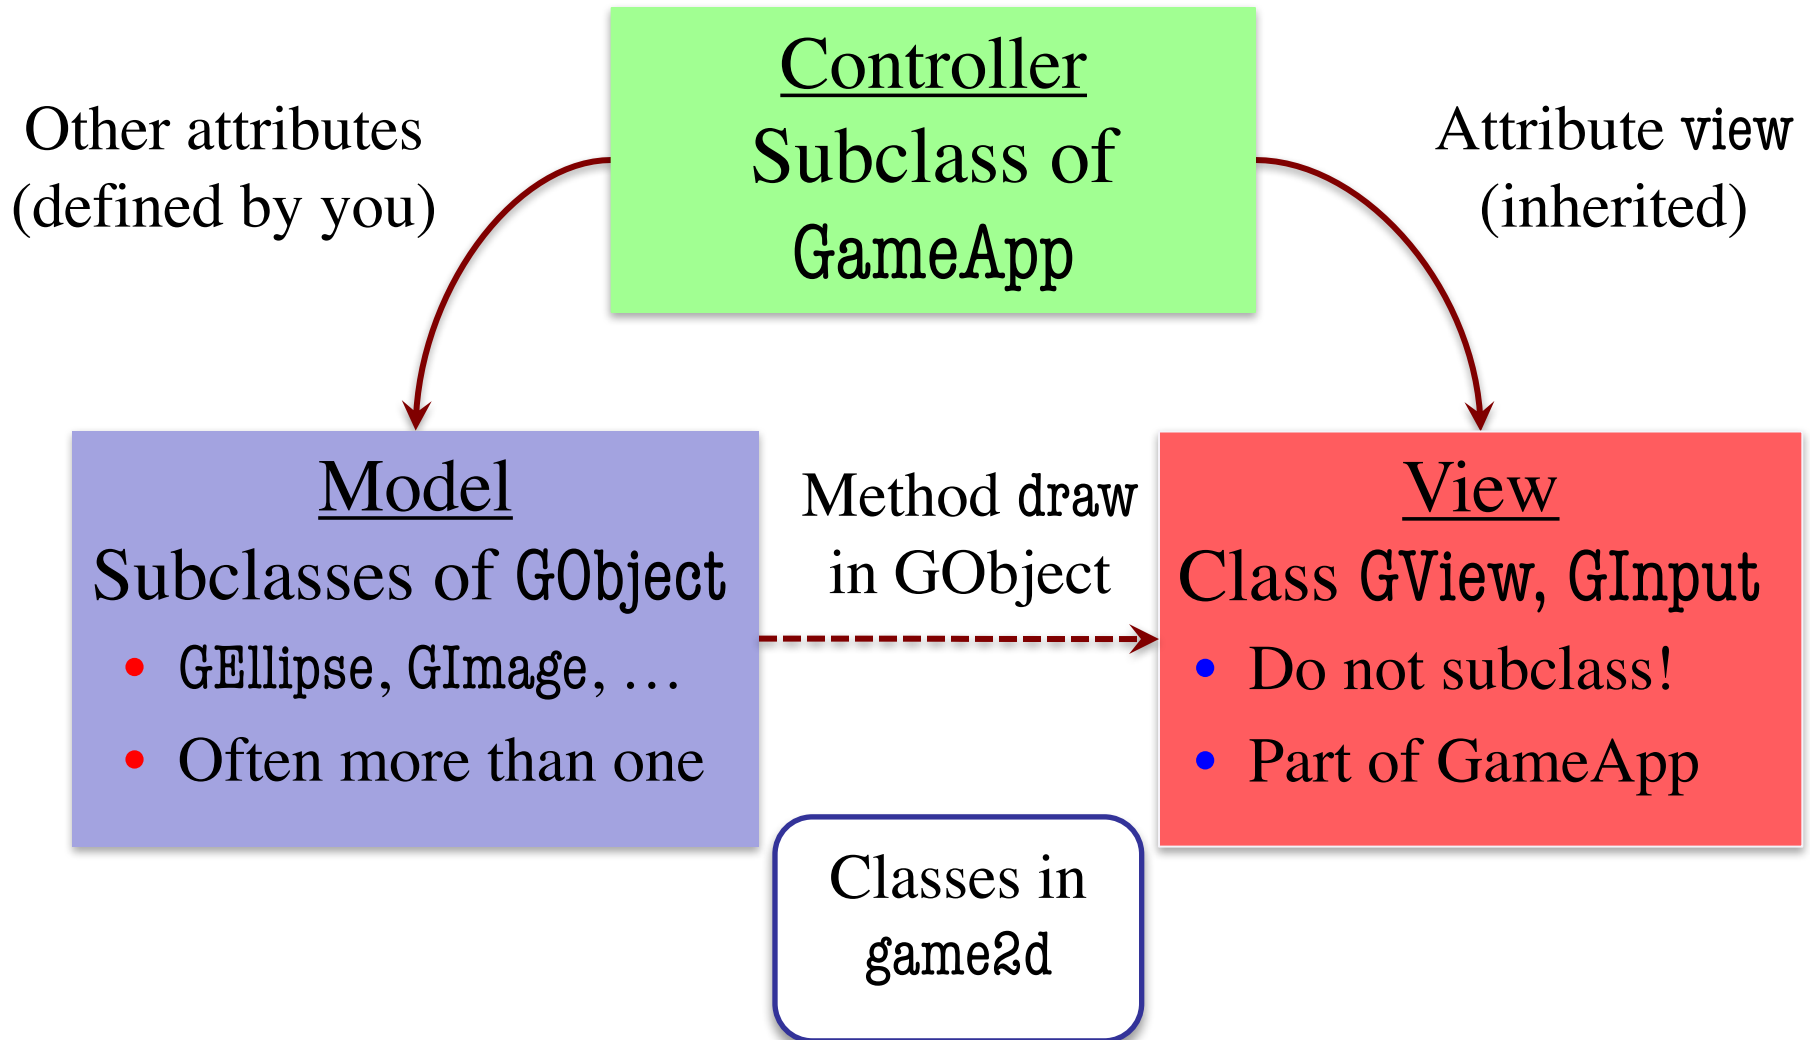 Controller
Subclass of
GameApp
Other attributes
(defined by you)
Attribute view
(inherited)
Model
Subclasses of GObject
• GEllipse, GImage, …
• Often more than one
Method draw
in GObject
View
Class GView, GInput
• Do not subclass!
• Part of GameApp
Classes in
game2d